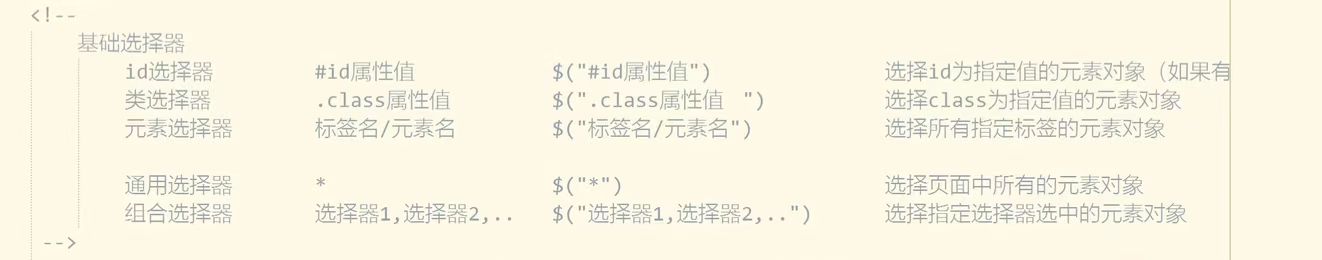 <!--
基础选择器
id选择器 #id属性值 $("#id属性值") 选择id为指定值的元素对象（如果有
类选择器 .class属性值 $(".class属性值 ") 选择class为指定值的元素对象
元素选择器 标签名/元素名 $("标签名/元素名") 选择所有指定标签的元素对象
通用选择器 * $("*") 选择页面中所有的元素对象
组合选择器 选择器1,选择器2,.. $("选择器1,选择器2,..") 选择指定选择器选中的元素对象
-->